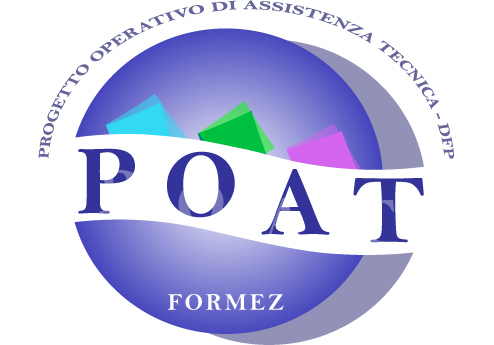 PROGETTO OPERATIVO DI ASSISTENZA TECNICA - DFP
POAT
FORMEZ